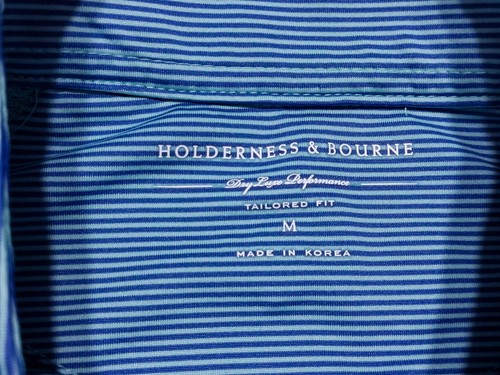 HOLDERNESS & BOURNE
Dry Luxe Performance
TAILORED FIT
M
MADE IN KOREA